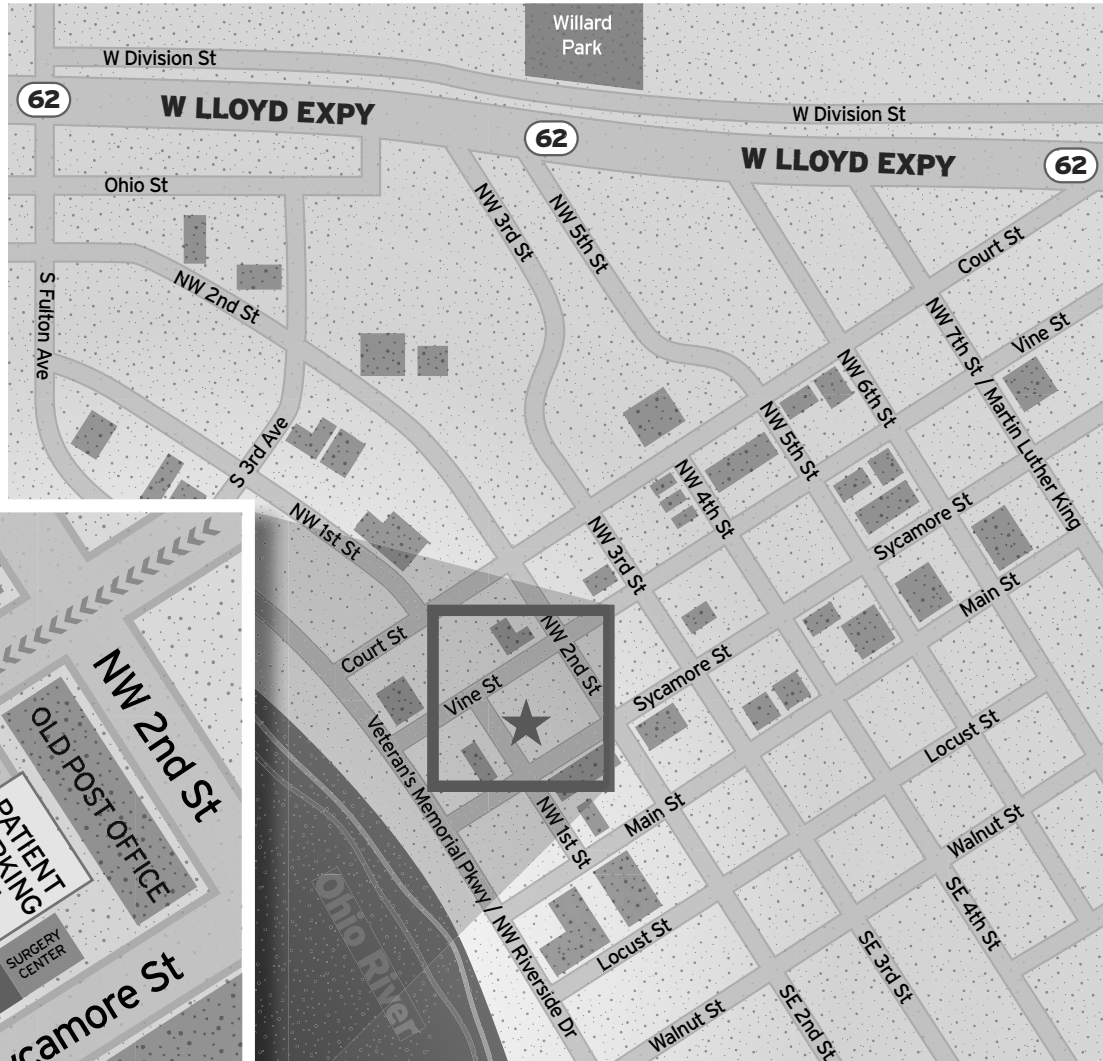 Willard
Park
W Division St
62
W LLOYD EXPY
W Division St
62
W LLOYD EXPY
62
Ohio St
NW 3rd St
NW 5th St
Court St
S Fulton Ave
NW 2nd St
NW 7th St / Martin Luther King
Vine St
NW 6th St
S 3rd Ave
NW 5th St
NW 4th St
NW 1st St
NW 3rd St
Sycamore St
Main St
Court St
NW 2nd St
Vine St
Sycamore St
Veteran's Memorial Pkwy / NW Riverside Dr
Locust St
NW 1st St
Main St
Walnut St
Ohio River
Locust St
SE 4th St
SE 3rd St
SE 2nd St
Walnut St
NW 2nd St
OLD POST OFFICE
PATIENT
RKING
SURGERY
CENTER
ycamore St